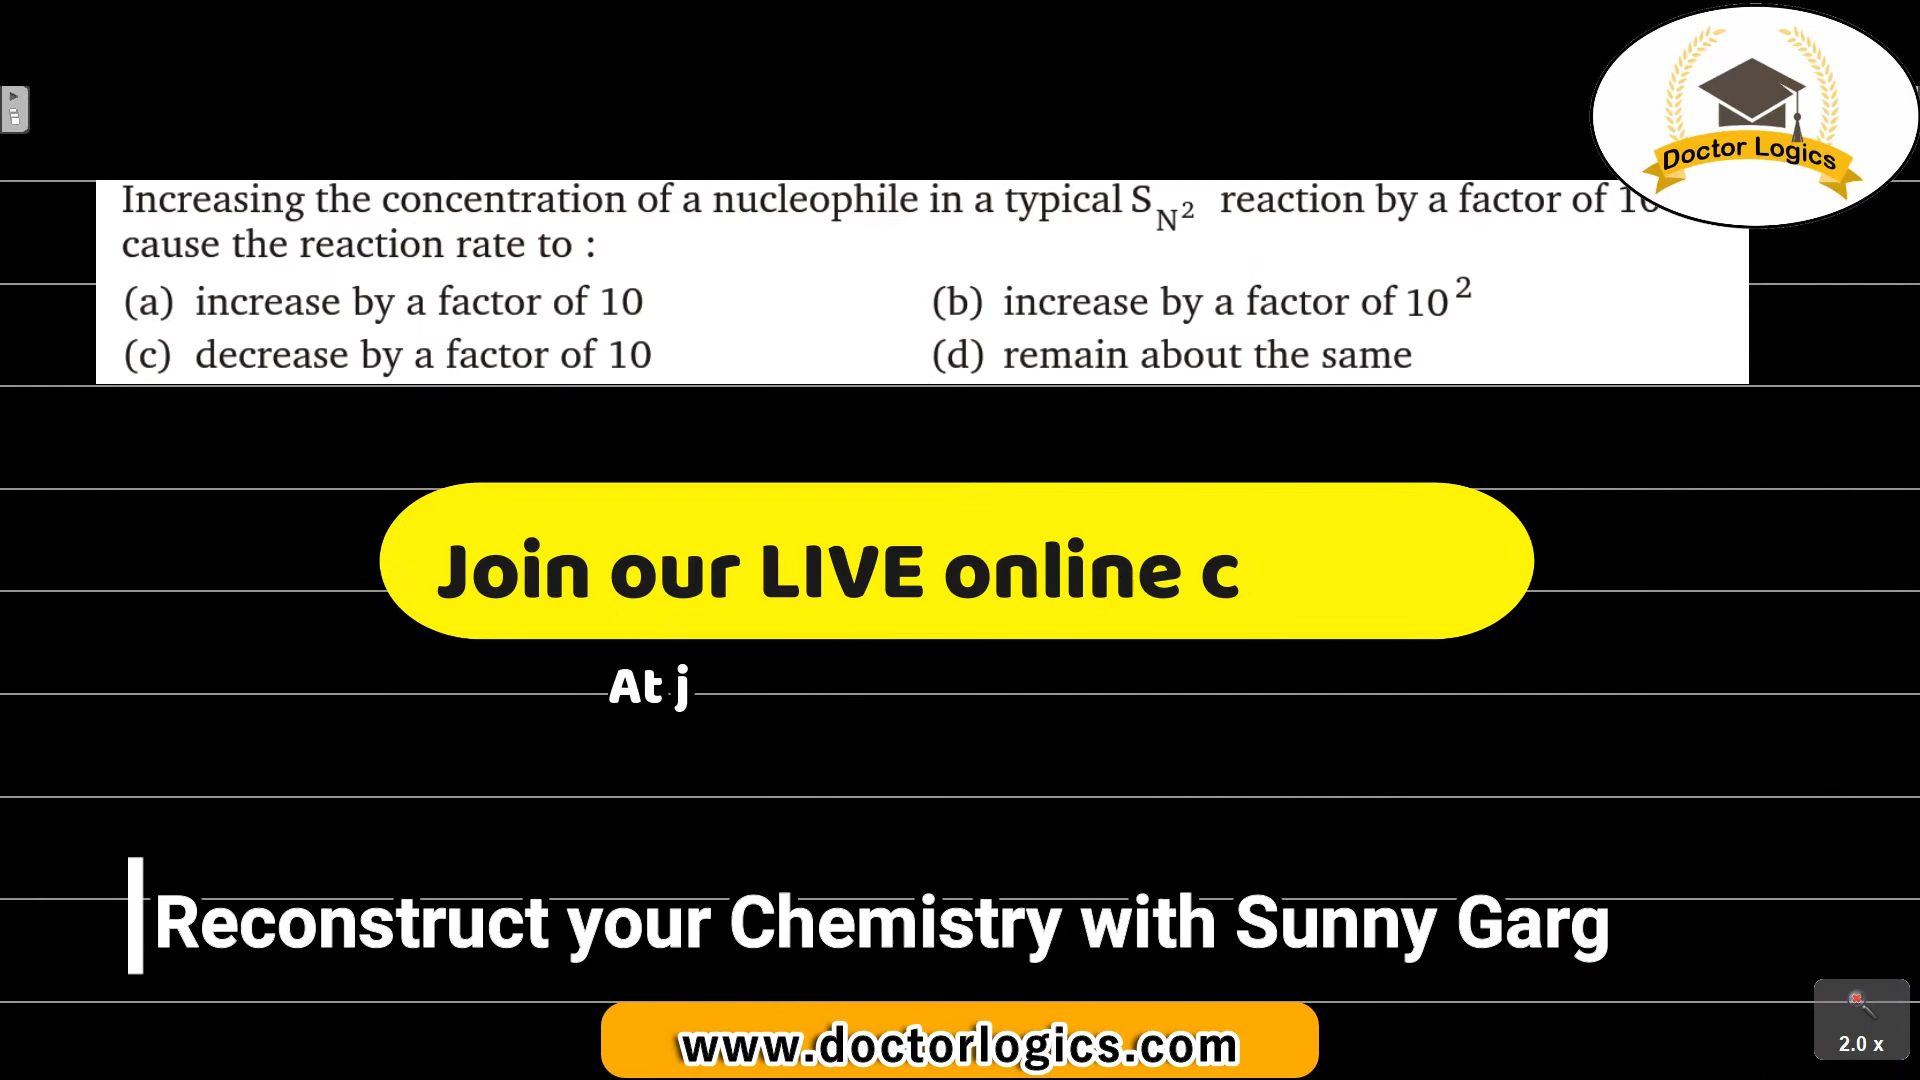 Doctor Logics
Increasing the concentration of a nucleophile in a typical S_N2 reaction by a factor of 10
cause the reaction rate to :
(a) increase by a factor of 10 (b) increase by a factor of 10^2
(c) decrease by a factor of 10 (d) remain about the same
Join our LIVE online c
At j
Reconstruct your Chemistry with Sunny Garg
www.doctorlogics.com
2.0 x